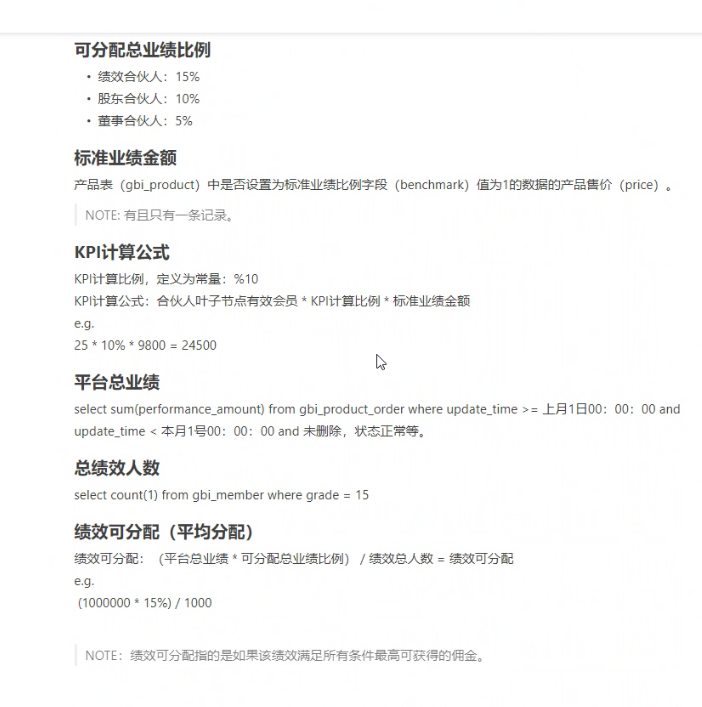 可分配总业绩比例
• 绩效合伙人：15%
• 股东合伙人：10%
• 董事合伙人：5%
标准业绩金额
产品表（gbi_product）中是否设置为标准业绩比例字段（benchmark）值为1的数据的产品售价（price）。
NOTE: 有且只有一条记录。
KPI计算公式
KPI计算比例，定义为常量：%10
KPI计算公式：合伙人叶子节点有效会员 * KPI计算比例 * 标准业绩金额
e.g.
25 * 10% * 9800 = 24500
平台总业绩
select sum(performance_amount) from gbi_product_order where update_time >= 上月1日00：00：00 and
update_time < 本月1号00：00：00 and 未删除，状态正常等。
总绩效人数
select count(1) from gbi_member where grade = 15
绩效可分配（平均分配）
绩效可分配：（平台总业绩 * 可分配总业绩比例） / 绩效总人数 = 绩效可分配
e.g.
(1000000 * 15%) / 1000
NOTE：绩效可分配指的是如果该绩效满足所有条件最高可获得的佣金。